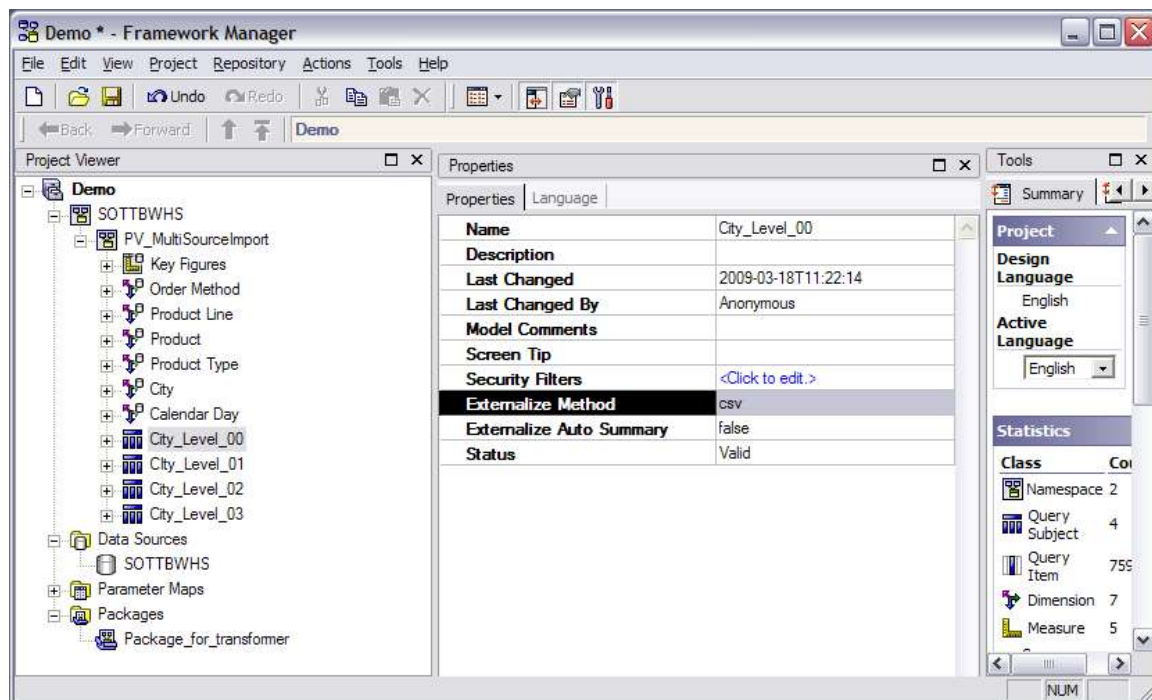 Demo * - Framework Manager
File Edit View Project Repository Actions Tools Help
Undo Redo
Back Forward Demo
Project Viewer
Demo
SOTTBWHS
PV_MultiSourceImport
Key Figures
Order Method
Product Line
Product
Product Type
City
Calendar Day
City_Level_00
CIty_Level_01
City_Level_02
City_Level_03
Data Sources
SOTTBWHS
Parameter Maps
Packages
Package_for_transformer
Properties
Properties Language
Name City_Level_00
Description
Last Changed 2009-03-18T11:22:14
Last Changed By Anonymous
Model Comments
Screen Tip
Security Filters <Click to edit.>
Externalize Method csv
Externalize Auto Summary false
Status Valid
Tools
Summary
Project
Design
Language
English
Active
Language
English
Statistics
Class
Namespace 2
Query
Subject 4
Query
Item
Dimension 7
Measure 5
NUM